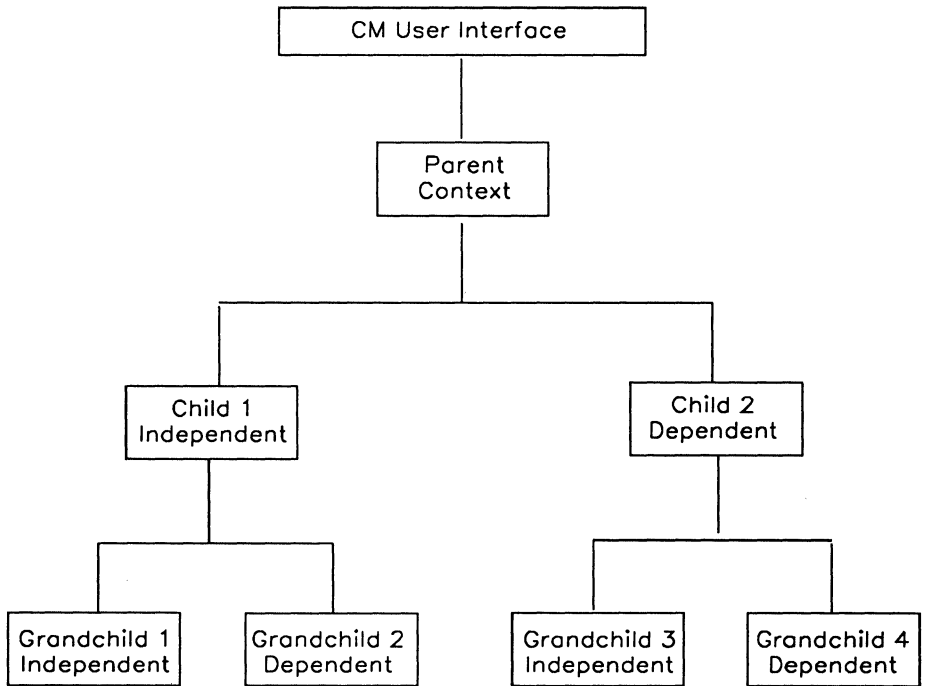 CM User Interface
Parent
Context
Child 1
Independent
Child 2
Dependent
Grandchild 1
Independent
Grandchild 2
Dependent
Grandchild 3
Independent
Grandchild 4
Dependent